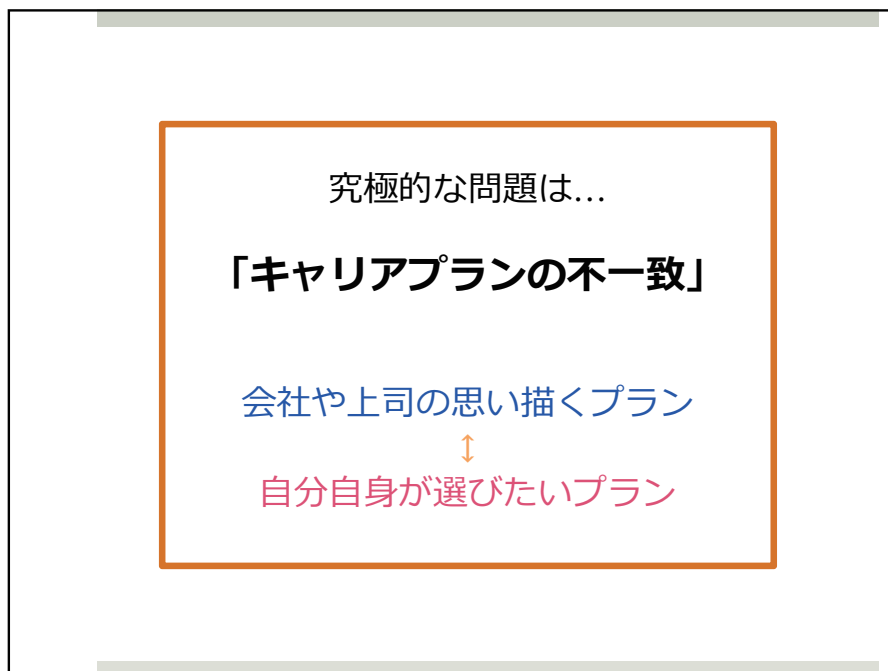 究極的な問題は…
「キャリアプランの不一致」
会社や上司の思い描くプラン
↕
自分自身が選びたいプラン